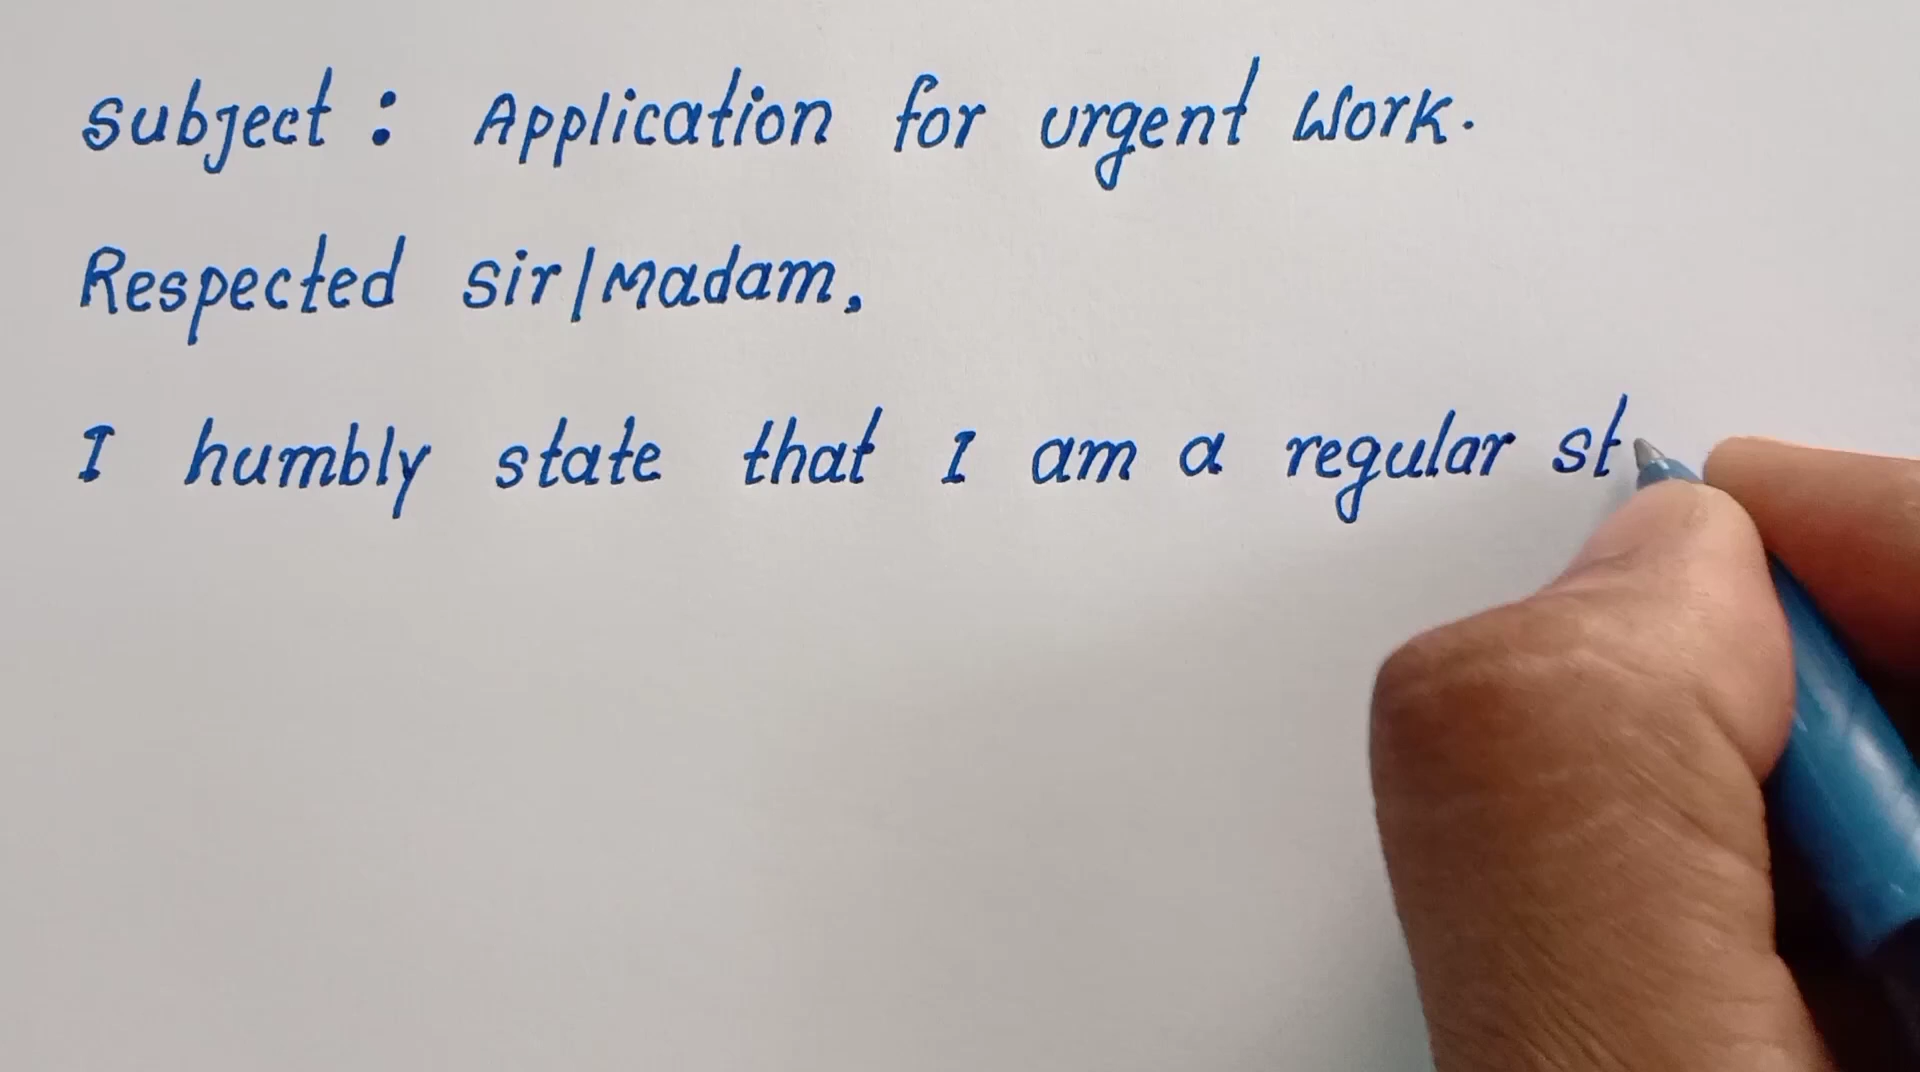 Subject : Application for urgent work.
Respected sir/Madam,
I humbly state that I am a regular st